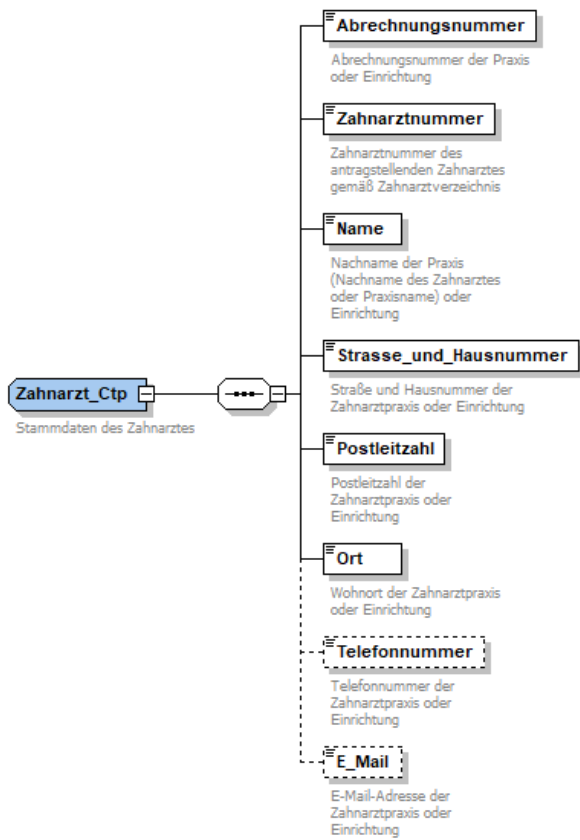 Abrechnungsnummer
Abrechnungsnummer der Praxis
oder Einrichtung
Zahnarztnummer
Zahnarztnummer des
antragstellenden Zahnarztes
gemäß Zahnarztverzeichnis
Name
Nachname der Praxis
(Nachname des Zahnarztes
oder Praxisname) oder
Einrichtung
Zahnarzt_Ctp
Stammdaten des Zahnarztes
Strasse_und_Hausnummer
Straße und Hausnummer der
Zahnarztpraxis oder Einrichtung
Postleitzahl
Postleitzahl der
Zahnarztpraxis oder
Einrichtung
Ort
Wohnort der Zahnarztpraxis
oder Einrichtung
Telefonnummer
Telefonnummer der
Zahnarztpraxis oder
Einrichtung
E_Mail
E-Mail-Adresse der
Zahnarztpraxis oder
Einrichtung